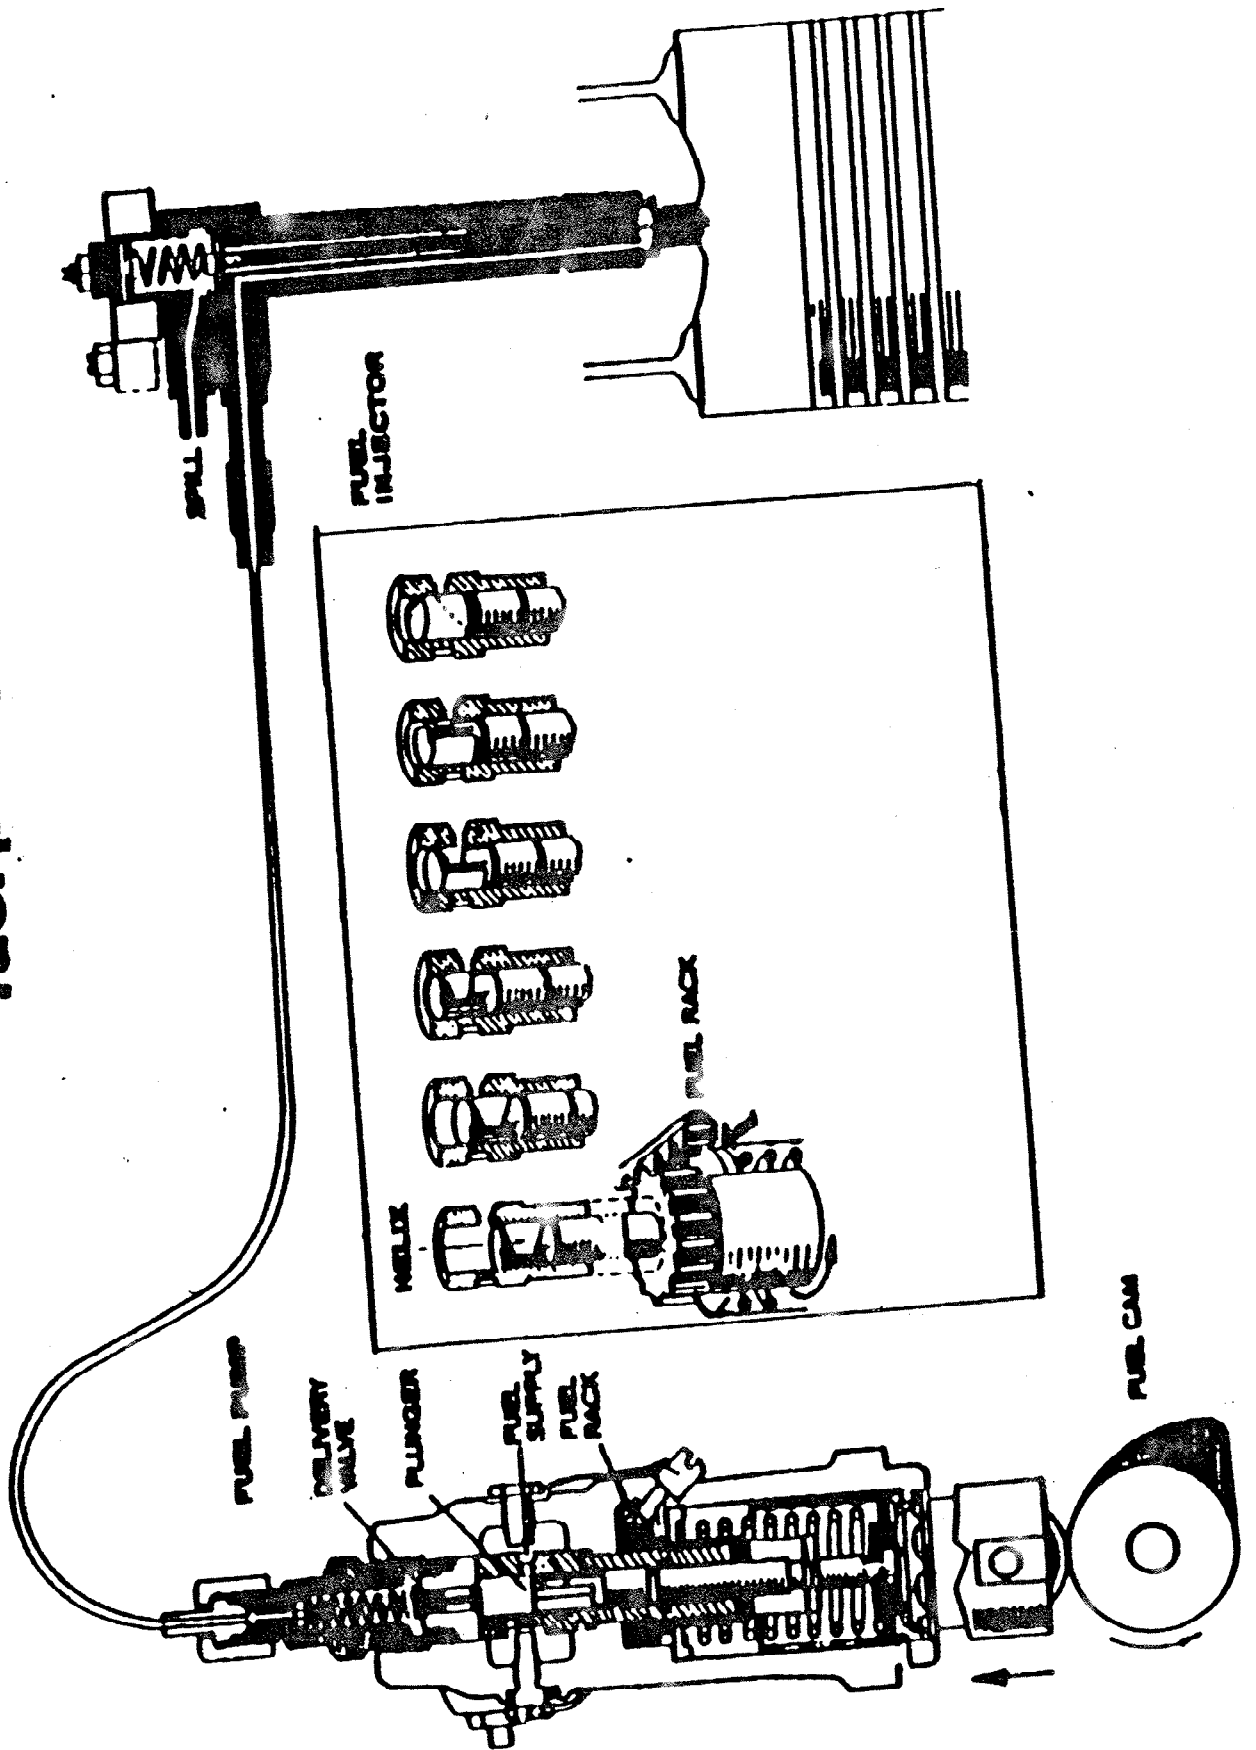 SPILL
FUEL
INJECTOR
HELIX
FUEL RACK
FUEL PUMP
DELIVERY
VALVE
PLUNGER
FUEL
SUPPLY
FUEL
RACK
FUEL CAM